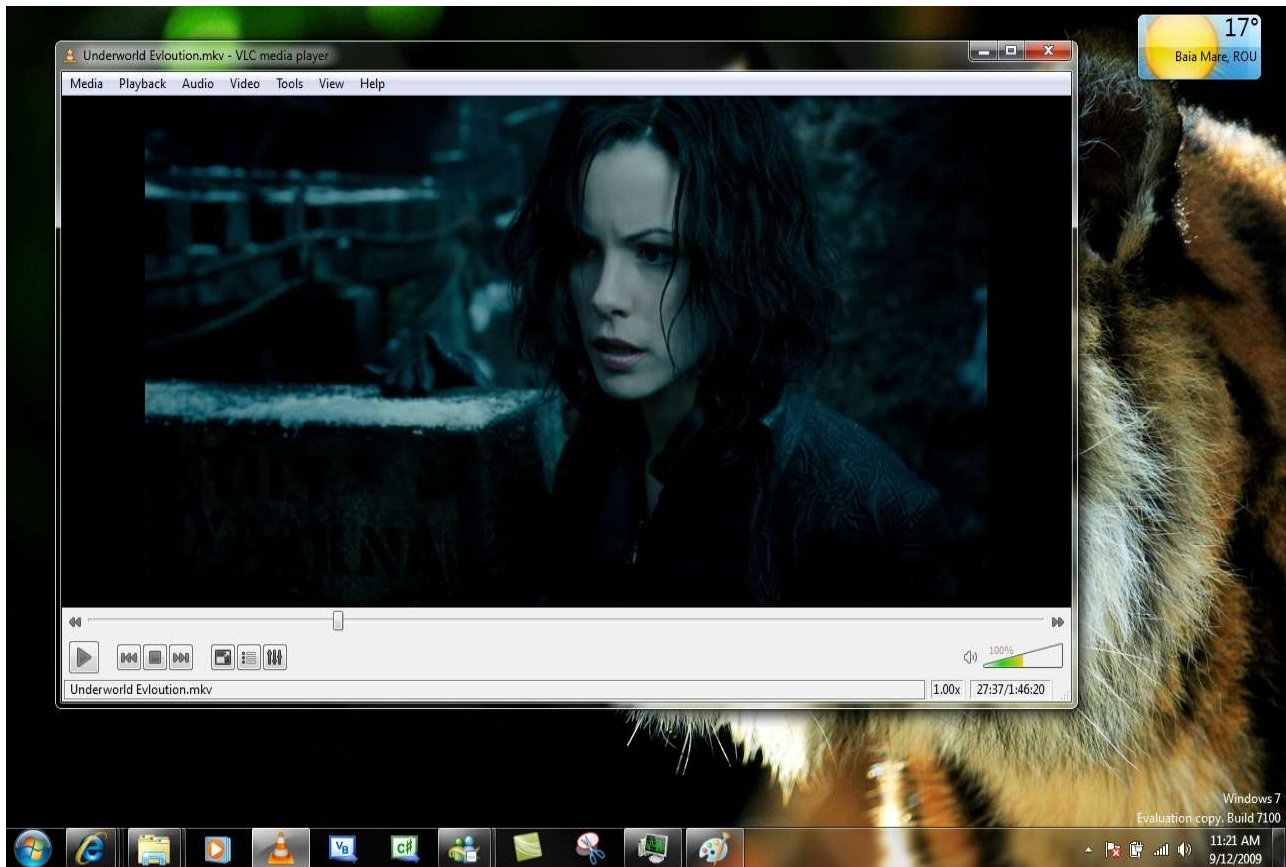 Underworld Evloution.mkv - VLC media player
17°
Baia Mare, ROU
Media Playback Audio Video Tools View Help
100%
Underworld Evloution.mkv
1.00x
27:37/1:46:20
Windows 7
Evaluation copy. Build 7100
VB
C#
11:21 AM
9/12/2009